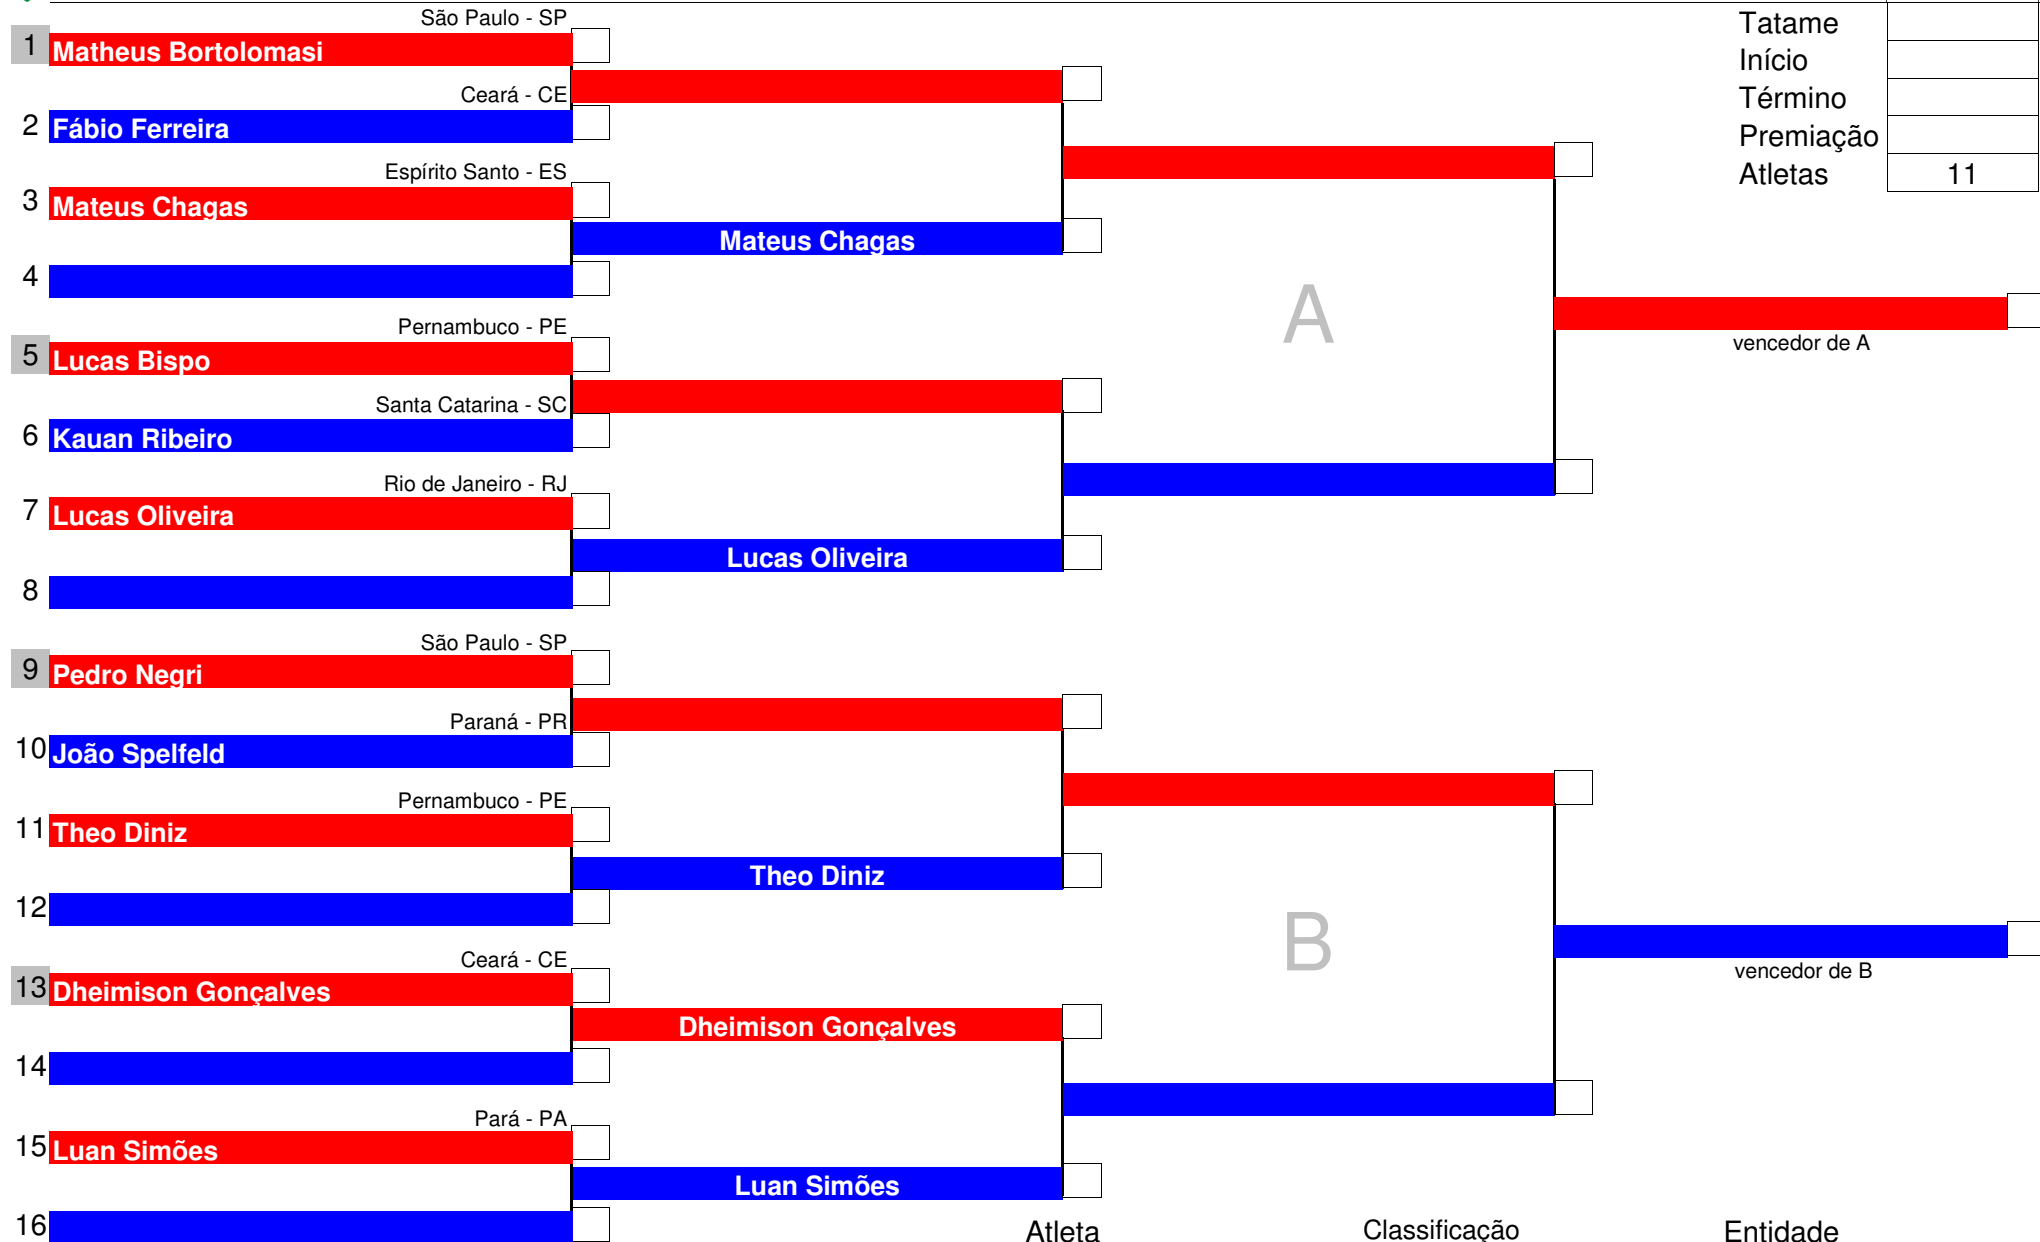 São Paulo - SP
Tatame
1 Matheus Bortolomasi
Início
Ceará - CE
Término
2 Fábio Ferreira
Premiação
Espírito Santo - ES
Atletas 11
3 Mateus Chagas
Mateus Chagas
4
A
Pernambuco - PE
vencedor de A
5 Lucas Bispo
Santa Catarina - SC
6 Kauan Ribeiro
Rio de Janeiro - RJ
7 Lucas Oliveira
Lucas Oliveira
8
São Paulo - SP
9 Pedro Negri
Paraná - PR
10 João Spelfeld
Pernambuco - PE
11 Theo Diniz
Theo Diniz
12
B
Ceará - CE
vencedor de B
13 Dheimison Gonçalves
Dheimison Gonçalves
14
Pará - PA
15 Luan Simões
Luan Simões
16
Atleta Classificação Entidade